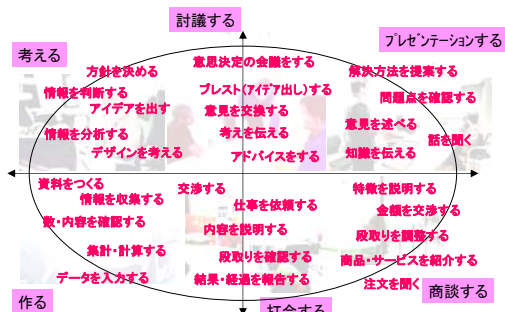 討議する
考える
プレゼンテーションする
方針を決める
意思決定の会議をする
解決方法を提案する
情報を判断する
ブレスト(アイデア出し)する
問題点を確認する
アイデアを出す
意見を交換する
意見を述べる
情報を分析する
考えを伝える
話を聞く
デザインを考える
アドバイスをする
知識を伝える
資料をつくる
交渉する
特徴を説明する
情報を収集する
仕事を依頼する
金額を交渉する
数・内容を確認する
内容を説明する
段取りを調整する
集計・計算する
段取りを確認する
商品・サービスを紹介する
データを入力する
結果・経過を報告する
注文を聞く
作る
打合する
商談する